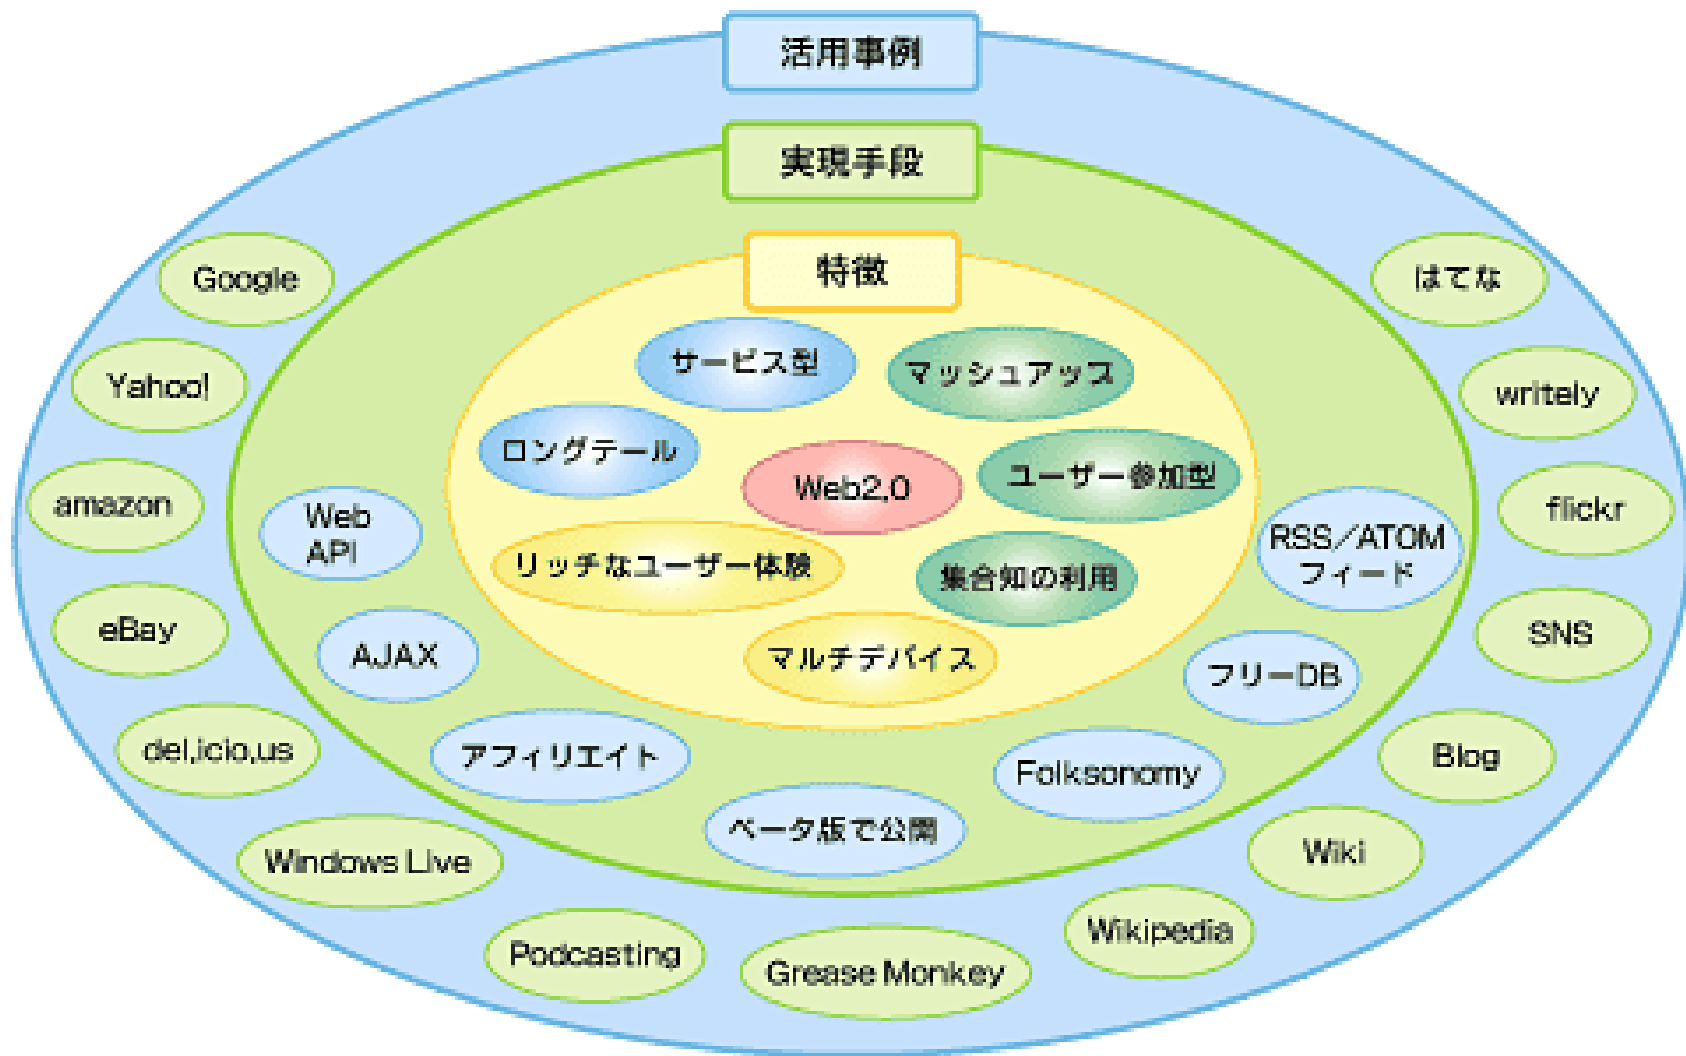 活用事例
実現手段
特徴
Google
はてな
サービス型
マッシュアップ
Yahoo!
writely
ロングテール
Web2.0
ユーザー参加型
amazon
flickr
Web
API
RSS/ATOM
フィード
リッチなユーザー体験
集合知の利用
eBay
SNS
AJAX
マルチデバイス
フリーDB
del.icio.us
アフィリエイト
Folksonomy
Blog
ベータ版で公開
Windows Live
Wiki
Podcasting
Grease Monkey
Wikipedia